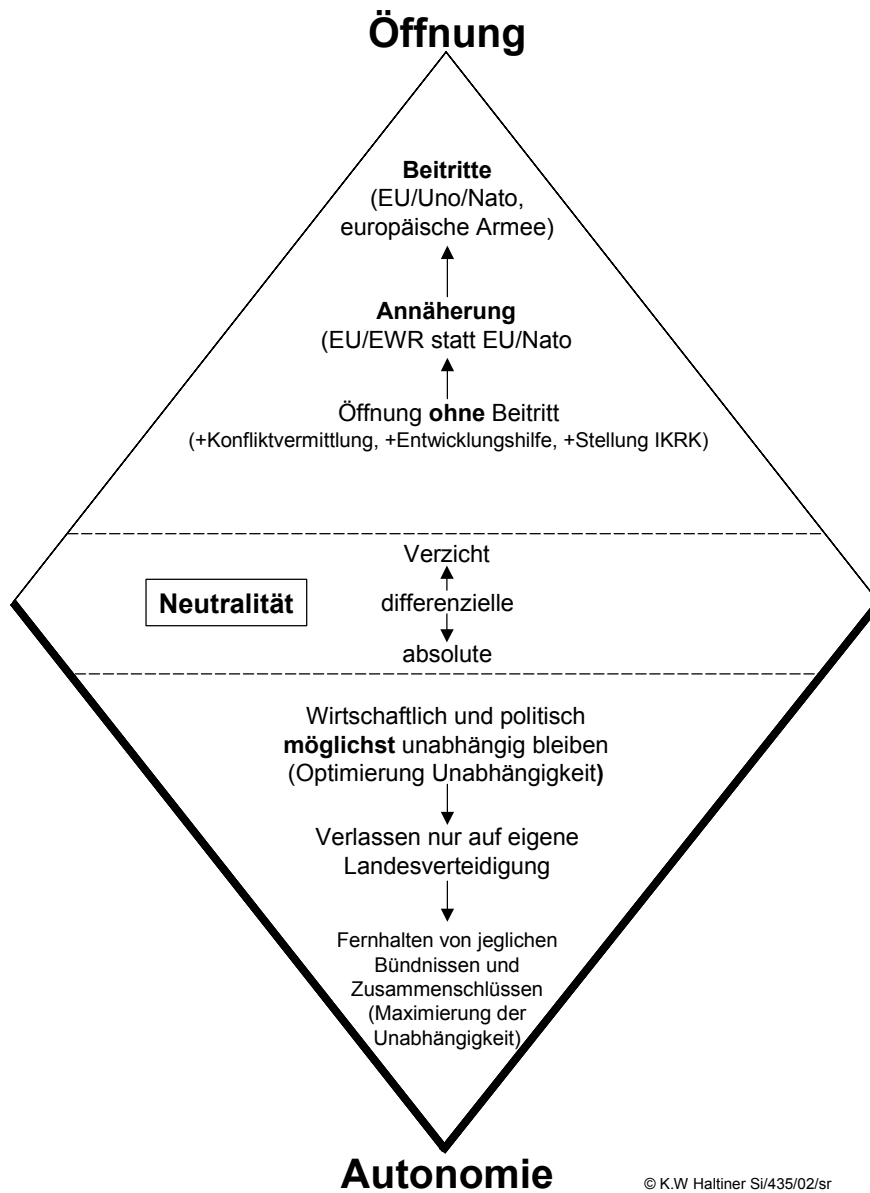 Öffnung
Beitritte
(EU/Uno/Nato,
europäische Armee)
Annäherung
(EU/EWR statt EU/Nato
Öffnung ohne Beitritt
(+Konfliktvermittlung, +Entwicklungshilfe, +Stellung IKRK)
Verzicht
Neutralität
differenzielle
absolute
Wirtschaftlich und politisch
möglichst unabhängig bleiben
(Optimierung Unabhängigkeit)
Verlassen nur auf eigene
Landesverteidigung
Fernhalten von jeglichen
Bündnissen und
Zusammenschlüssen
(Maximierung der
Unabhängigkeit)
Autonomie
© K.W Haltiner Si/435/02/sr